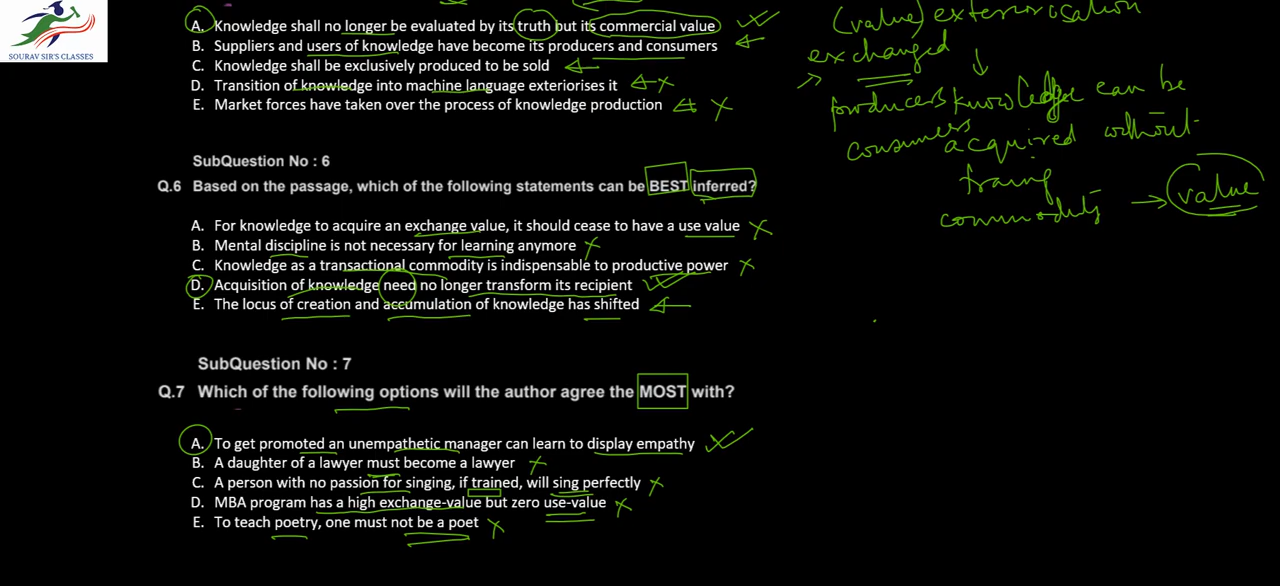 SOURAV SIR'S CLASSES
A. Knowledge shall no longer be evaluated by its truth but its commercial value
B. Suppliers and users of knowledge have become its producers and consumers
C. Knowledge shall be exclusively produced to be sold
D. Transition of knowledge into machine language exteriorises it
E. Market forces have taken over the process of knowledge production
SubQuestion No : 6
Q.6 Based on the passage, which of the following statements can be BEST inferred?
A. For knowledge to acquire an exchange value, it should cease to have a use value
B. Mental discipline is not necessary for learning anymore
C. Knowledge as a transactional commodity is indispensable to productive power
D. Acquisition of knowledge need no longer transform its recipient
E. The locus of creation and accumulation of knowledge has shifted
SubQuestion No : 7
Q.7 Which of the following options will the author agree the MOST with?
A. To get promoted an unempathetic manager can learn to display empathy
B. A daughter of a lawyer must become a lawyer
C. A person with no passion for singing, if trained, will sing perfectly
D. MBA program has a high exchange-value but zero use-value
E. To teach poetry, one must not be a poet
(value) exteriorisation
exchanged
producers knowledge can be
consumers acquired without
traing
commodity → value